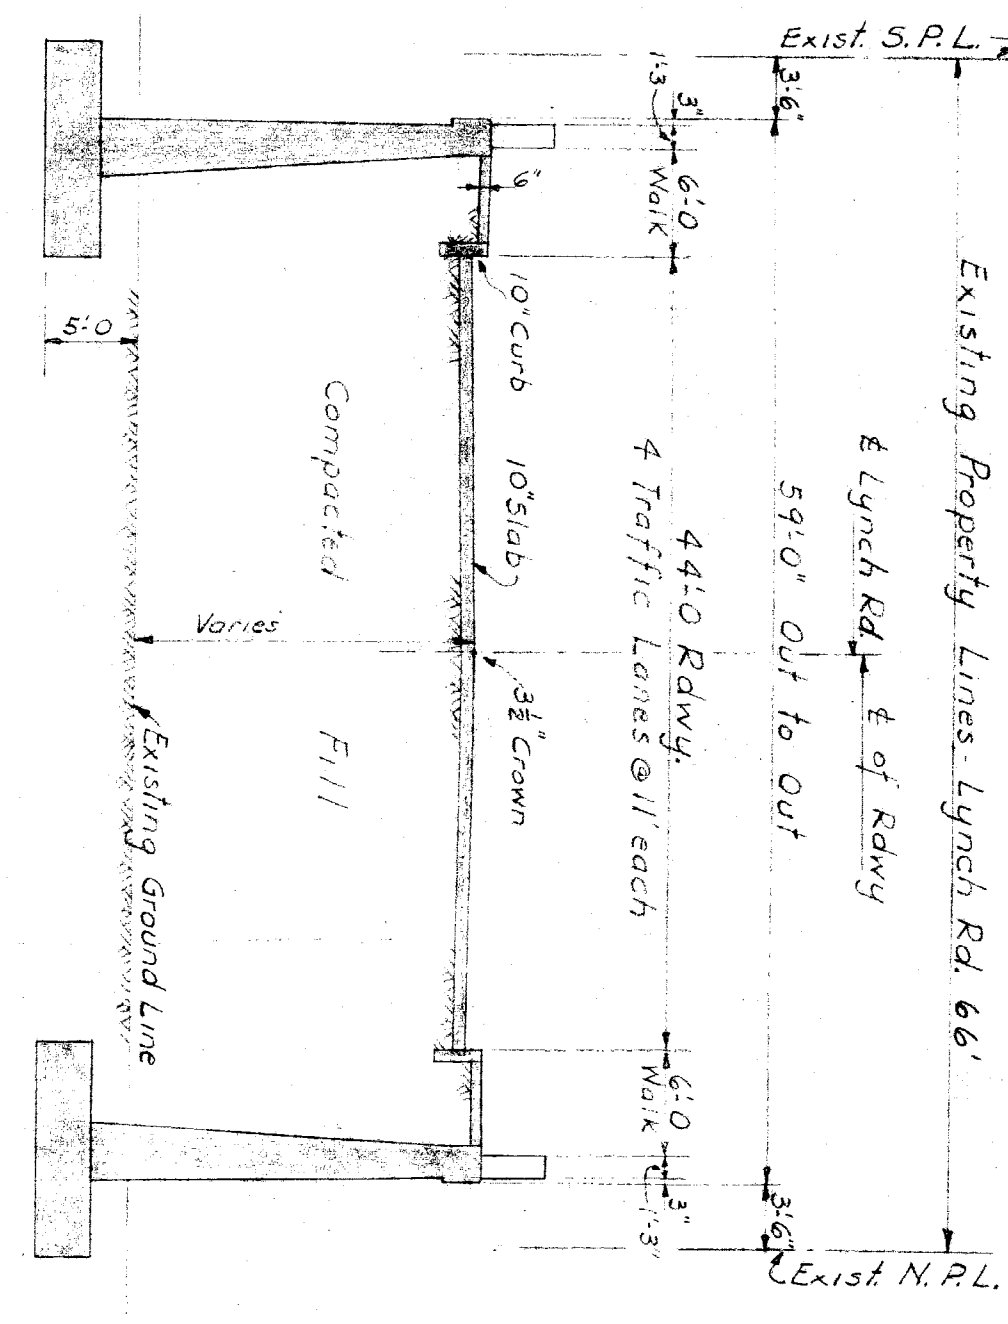 Exist. S.P.L.
Existing Property Lines - Lynch Rd. 66'
Exist. N.P.L.
℄ Lynch Rd.
℄ of Rdwy
3'-6"
59'-0" Out to Out
3'-6"
3"
1'-3
6'-0
Walk
44'-0 Rdwy.
4 Traffic Lanes @ 11' each
6'-0
Walk
3"
1'-3"
6"
10" Curb
10" Slab
3½" Crown
Compacted
Fill
Varies
5'-0
Existing Ground Line